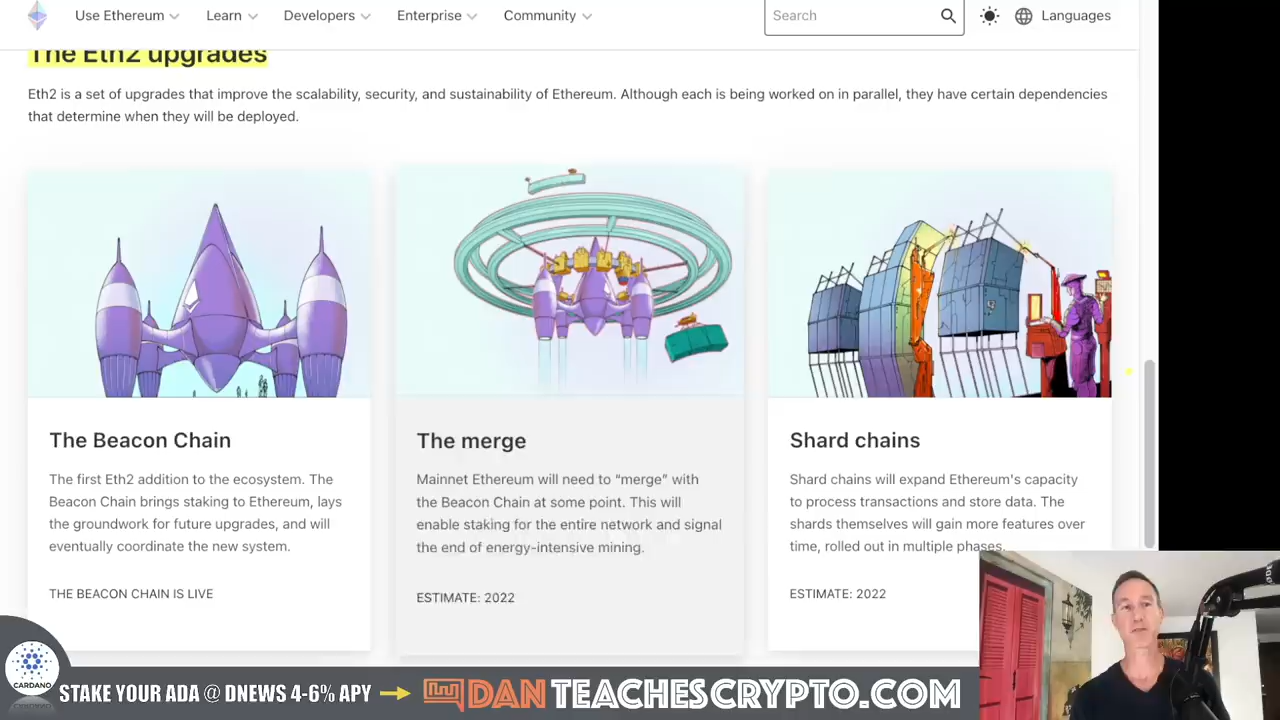 Use Ethereum Learn Developers Enterprise Community Search Languages
The Eth2 upgrades
Eth2 is a set of upgrades that improve the scalability, security, and sustainability of Ethereum. Although each is being worked on in parallel, they have certain dependencies
that determine when they will be deployed.
The Beacon Chain
The first Eth2 addition to the ecosystem. The
Beacon Chain brings staking to Ethereum, lays
the groundwork for future upgrades, and will
eventually coordinate the new system.
THE BEACON CHAIN IS LIVE
The merge
Mainnet Ethereum will need to “merge” with
the Beacon Chain at some point. This will
enable staking for the entire network and signal
the end of energy-intensive mining.
ESTIMATE: 2022
Shard chains
Shard chains will expand Ethereum's capacity
to process transactions and store data. The
shards themselves will gain more features over
time, rolled out in multiple phases.
ESTIMATE: 2022
CARDANO
STAKE YOUR ADA @ DNEWS 4-6% APY
DANTEACHESCRYPTO.COM